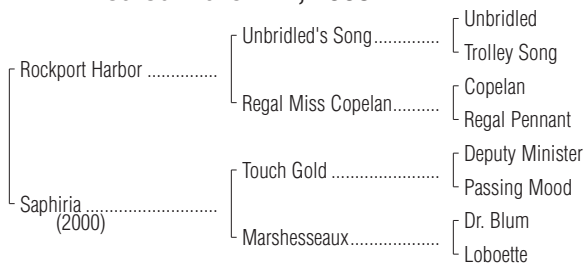 Unbridled
Unbridled's Song..............
Trolley Song
Rockport Harbor ...............
Copelan
Regal Miss Copelan..........
Regal Pennant
Deputy Minister
Touch Gold .......................
Passing Mood
Saphiria ............................
(2000)
Dr. Blum
Marshesseaux...................
Loboette